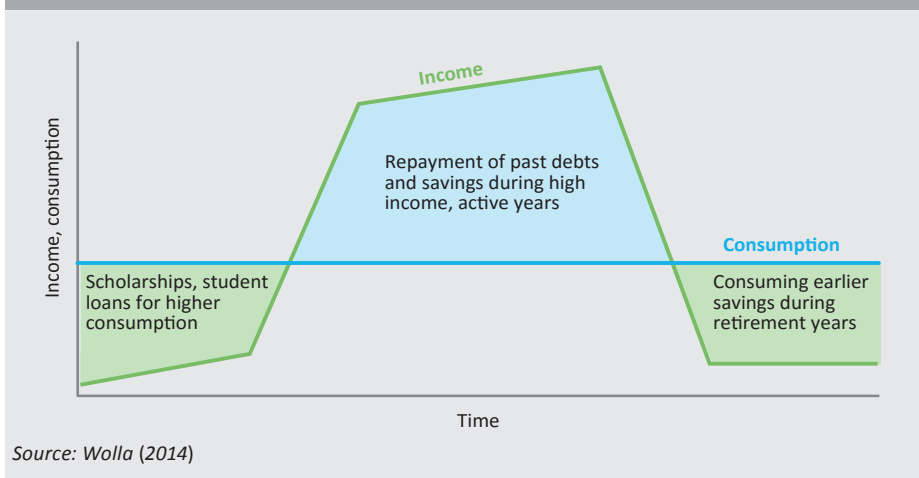 Income, consumption
Income
Repayment of past debts
and savings during high
income, active years
Consumption
Scholarships, student
loans for higher
consumption
Consuming earlier
savings during
retirement years
Time
Source: Wolla (2014)